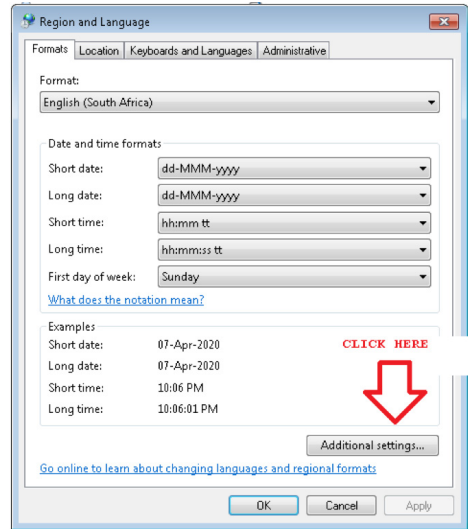 Region and Language
Formats Location Keyboards and Languages Administrative
Format:
English (South Africa)
Date and time formats
Short date: dd-MMM-yyyy
Long date: dd-MMM-yyyy
Short time: hh:mm tt
Long time: hh:mm:ss tt
First day of week: Sunday
What does the notation mean?
Examples
Short date: 07-Apr-2020 CLICK HERE
Long date: 07-Apr-2020
Short time: 10:06 PM
Long time: 10:06:01 PM
Additional settings...
Go online to learn about changing languages and regional formats
OK Cancel Apply